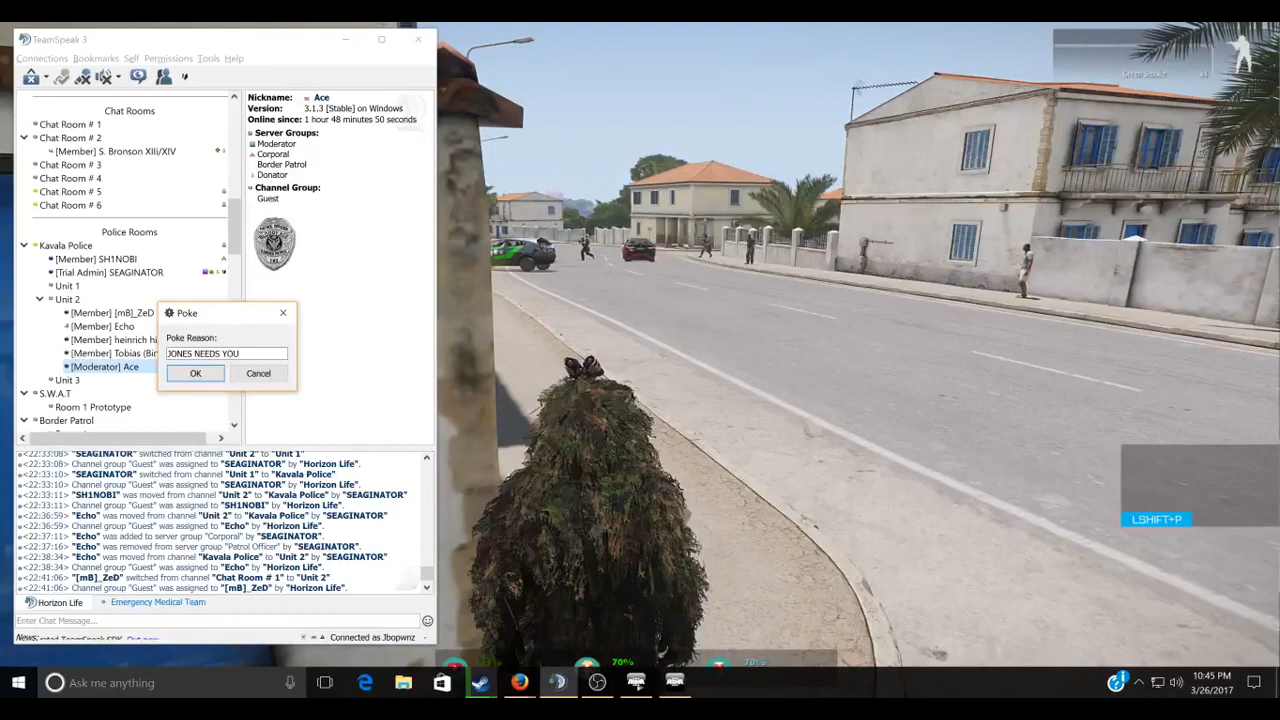 TeamSpeak 3
Connections Bookmarks Self Permissions Tools Help
Chat Rooms
Chat Room # 1
Chat Room # 2
[Member] S. Bronson XIIi/XIV
Chat Room # 3
Chat Room # 4
Chat Room # 5
Chat Room # 6
Police Rooms
Kavala Police
[Member] SH1NOBI
[Trial Admin] SEAGINATOR
Unit 1
Unit 2
[Member] [mB]_ZeD
[Member] Echo
[Member] heinrich hi
[Member] Tobias (Bir
[Moderator] Ace
Unit 3
S.W.A.T
Room 1 Prototype
Border Patrol
Nickname: Ace
Version: 3.1.3 [Stable] on Windows
Online since: 1 hour 48 minutes 50 seconds
Server Groups:
Moderator
Corporal
Border Patrol
Donator
Channel Group:
Guest
Poke
Poke Reason:
JONES NEEDS YOU
OK Cancel
<22:33:08> "SEAGINATOR" switched from channel "Unit 2" to "Unit 1"
<22:33:10> Channel group "Guest" was assigned to "SEAGINATOR" by "Horizon Life".
<22:33:10> "SEAGINATOR" switched from channel "Unit 1" to "Kavala Police"
<22:33:10> Channel group "Guest" was assigned to "SEAGINATOR" by "Horizon Life".
<22:33:11> "SH1NOBI" was moved from channel "Unit 2" to "Kavala Police" by "SEAGINATOR"
<22:33:11> Channel group "Guest" was assigned to "SH1NOBI" by "Horizon Life".
<22:36:59> "Echo" was moved from channel "Unit 2" to "Kavala Police" by "SEAGINATOR"
<22:36:59> Channel group "Guest" was assigned to "Echo" by "Horizon Life".
<22:37:11> "Echo" was added to server group "Corporal" by "SEAGINATOR".
<22:37:16> "Echo" was removed from server group "Patrol Officer" by "SEAGINATOR".
<22:38:34> "Echo" was moved from channel "Kavala Police" to "Unit 2" by "SEAGINATOR"
<22:38:34> Channel group "Guest" was assigned to "Echo" by "Horizon Life".
<22:41:06> "[mB]_ZeD" switched from channel "Chat Room # 1" to "Unit 2"
<22:41:06> Channel group "Guest" was assigned to "[mB]_ZeD" by "Horizon Life".
Horizon Life Emergency Medical Team
Enter Chat Message...
News: Connected as Jbopwnz
Green Smoke x4
LSHIFT+P
70% 70%
Ask me anything
10:45 PM
3/26/2017